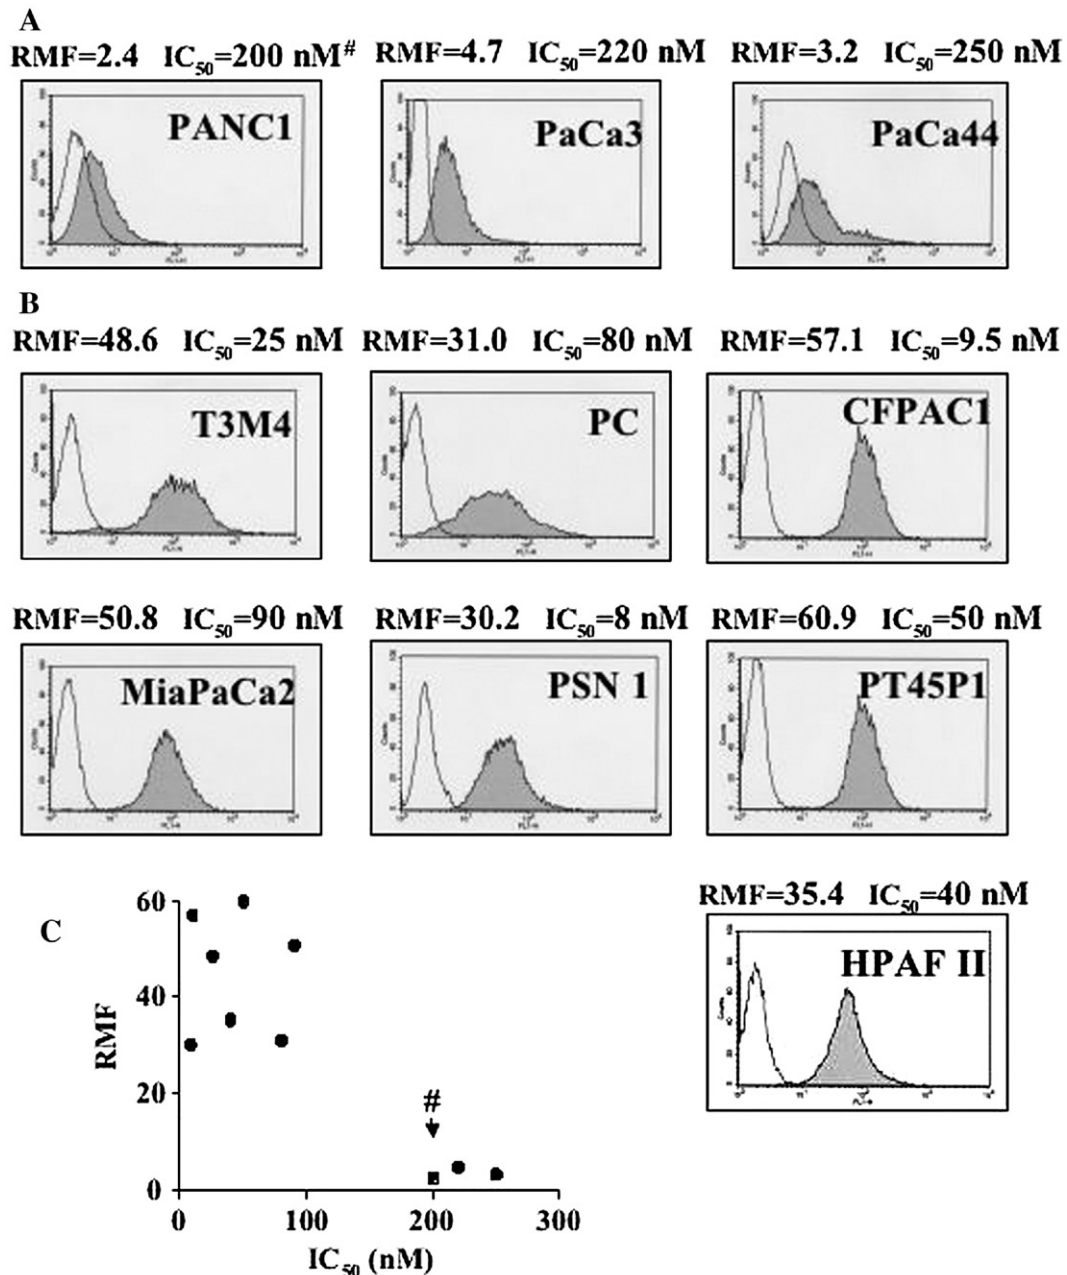 A
RMF=2.4 IC50=200 nM# RMF=4.7 IC50=220 nM RMF=3.2 IC50=250 nM
PANC1 PaCa3 PaCa44
B
RMF=48.6 IC50=25 nM RMF=31.0 IC50=80 nM RMF=57.1 IC50=9.5 nM
T3M4 PC CFPAC1
RMF=50.8 IC50=90 nM RMF=30.2 IC50=8 nM RMF=60.9 IC50=50 nM
MiaPaCa2 PSN 1 PT45P1
RMF=35.4 IC50=40 nM
HPAF II
C
60
40
20
0
RMF
#
0 100 200 300
IC50 (nM)